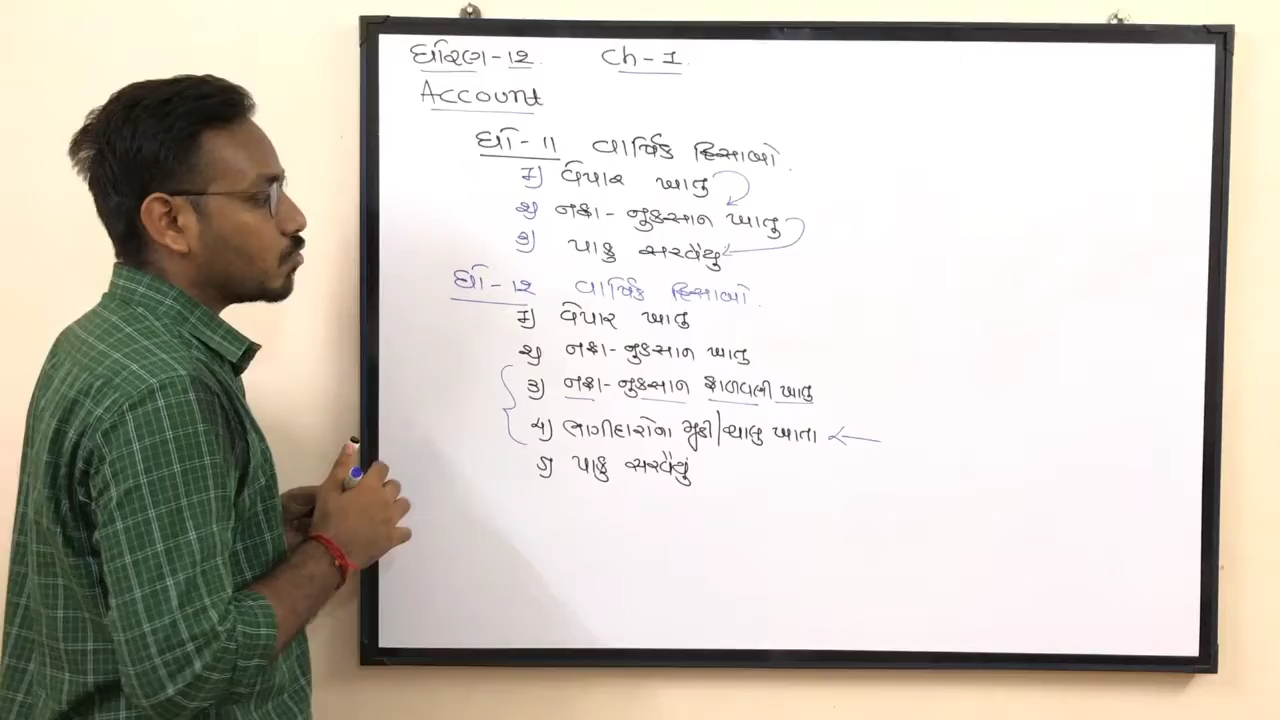 ધોરણ-૧૨. Ch-1
Account
ધો-11 વાર્ષિક હિસાબો.
૧) વેપાર ખાતુ
૨) નફા-નુકસાન ખાતુ
૩) પાકુ સરવૈયુ
ધો-૧૨ વાર્ષિક હિસાબો.
૧) વેપાર ખાતુ
૨) નફા-નુકસાન ખાતુ
૩) નફા-નુકસાન ફાળવણી ખાતુ
૪) ભાગીદારોના મૂડી/ચાલુ ખાતા
૫) પાકુ સરવૈયું